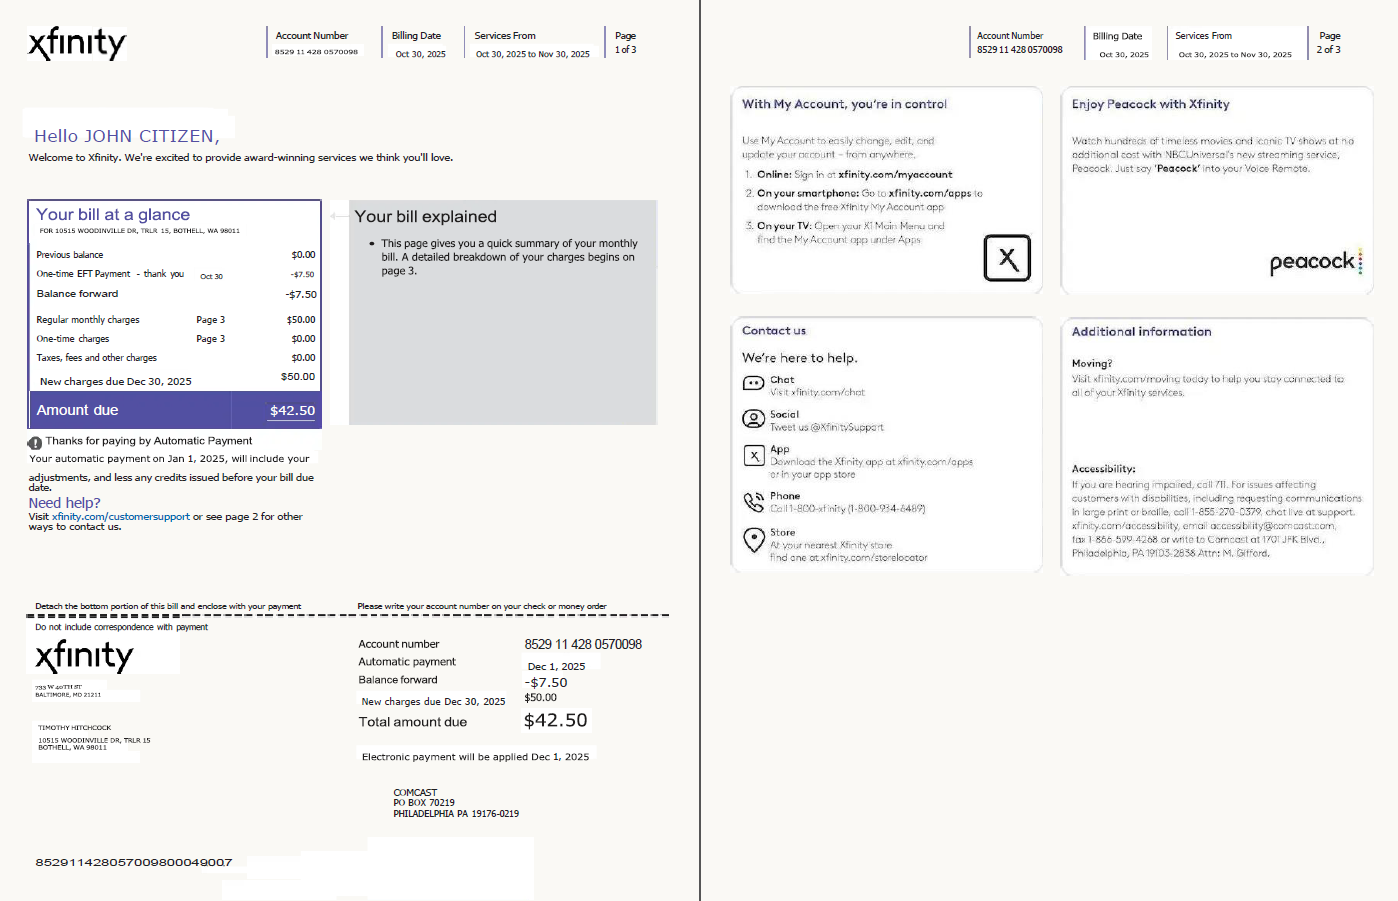 xfinity
Account Number
8529 11 428 0570098
Billing Date
Oct 30, 2025
Services From
Oct 30, 2025 to Nov 30, 2025
Page
1 of 3
Hello JOHN CITIZEN,
Welcome to Xfinity. We're excited to provide award-winning services we think you'll love.
Your bill at a glance
FOR 10515 WOODINVILLE DR, TRLR 15, BOTHELL, WA 98011
Previous balance $0.00
One-time EFT Payment - thank you Oct 30 -$7.50
Balance forward -$7.50
Regular monthly charges Page 3 $50.00
One-time charges Page 3 $0.00
Taxes, fees and other charges $0.00
New charges due Dec 30, 2025 $50.00
Amount due $42.50
Your bill explained
• This page gives you a quick summary of your monthly
bill. A detailed breakdown of your charges begins on
page 3.
Thanks for paying by Automatic Payment
Your automatic payment on Jan 1, 2025, will include your
adjustments, and less any credits issued before your bill due
date.
Need help?
Visit xfinity.com/customersupport or see page 2 for other
ways to contact us.
Detach the bottom portion of this bill and enclose with your payment
Please write your account number on your check or money order
Do not include correspondence with payment
xfinity
733 W 40TH ST
BALTIMORE, MD 21211
TIMOTHY HITCHCOCK
10515 WOODINVILLE DR, TRLR 15
BOTHELL, WA 98011
Account number 8529 11 428 0570098
Automatic payment Dec 1, 2025
Balance forward -$7.50
New charges due Dec 30, 2025 $50.00
Total amount due $42.50
Electronic payment will be applied Dec 1, 2025
COMCAST
PO BOX 70219
PHILADELPHIA PA 19176-0219
852911428057009800049007
Account Number
8529 11 428 0570098
Billing Date
Oct 30, 2025
Services From
Oct 30, 2025 to Nov 30, 2025
Page
2 of 3
With My Account, you're in control
Use My Account to easily change, edit, and
update your account – from anywhere.
1. Online: Sign in at xfinity.com/myaccount
2. On your smartphone: Go to xfinity.com/apps to
download the free Xfinity My Account app
3. On your TV: Open your X1 Main Menu and
find the My Account app under Apps
X
Enjoy Peacock with Xfinity
Watch hundreds of timeless movies and iconic TV shows at no
additional cost with NBCUniversal's new streaming service,
Peacock. Just say 'Peacock' into your Voice Remote.
peacock
Contact us
We're here to help.
Chat
Visit xfinity.com/chat
Social
Tweet us @XfinitySupport
App
Download the Xfinity app at xfinity.com/apps
or in your app store
Phone
Call 1-800-xfinity (1-800-934-6489)
Store
At your nearest Xfinity store
find one at xfinity.com/storelocator
Additional information
Moving?
Visit xfinity.com/moving today to help you stay connected to
all of your Xfinity services.
Accessibility:
If you are hearing impaired, call 711. For issues affecting
customers with disabilities, including requesting communications
in large print or braille, call 1-855-270-0379, chat live at support.
xfinity.com/accessibility, email accessibility@comcast.com,
fax 1-866-599-4268 or write to Comcast at 1701 JFK Blvd.,
Philadelphia, PA 19103-2838 Attn: M. Gifford.